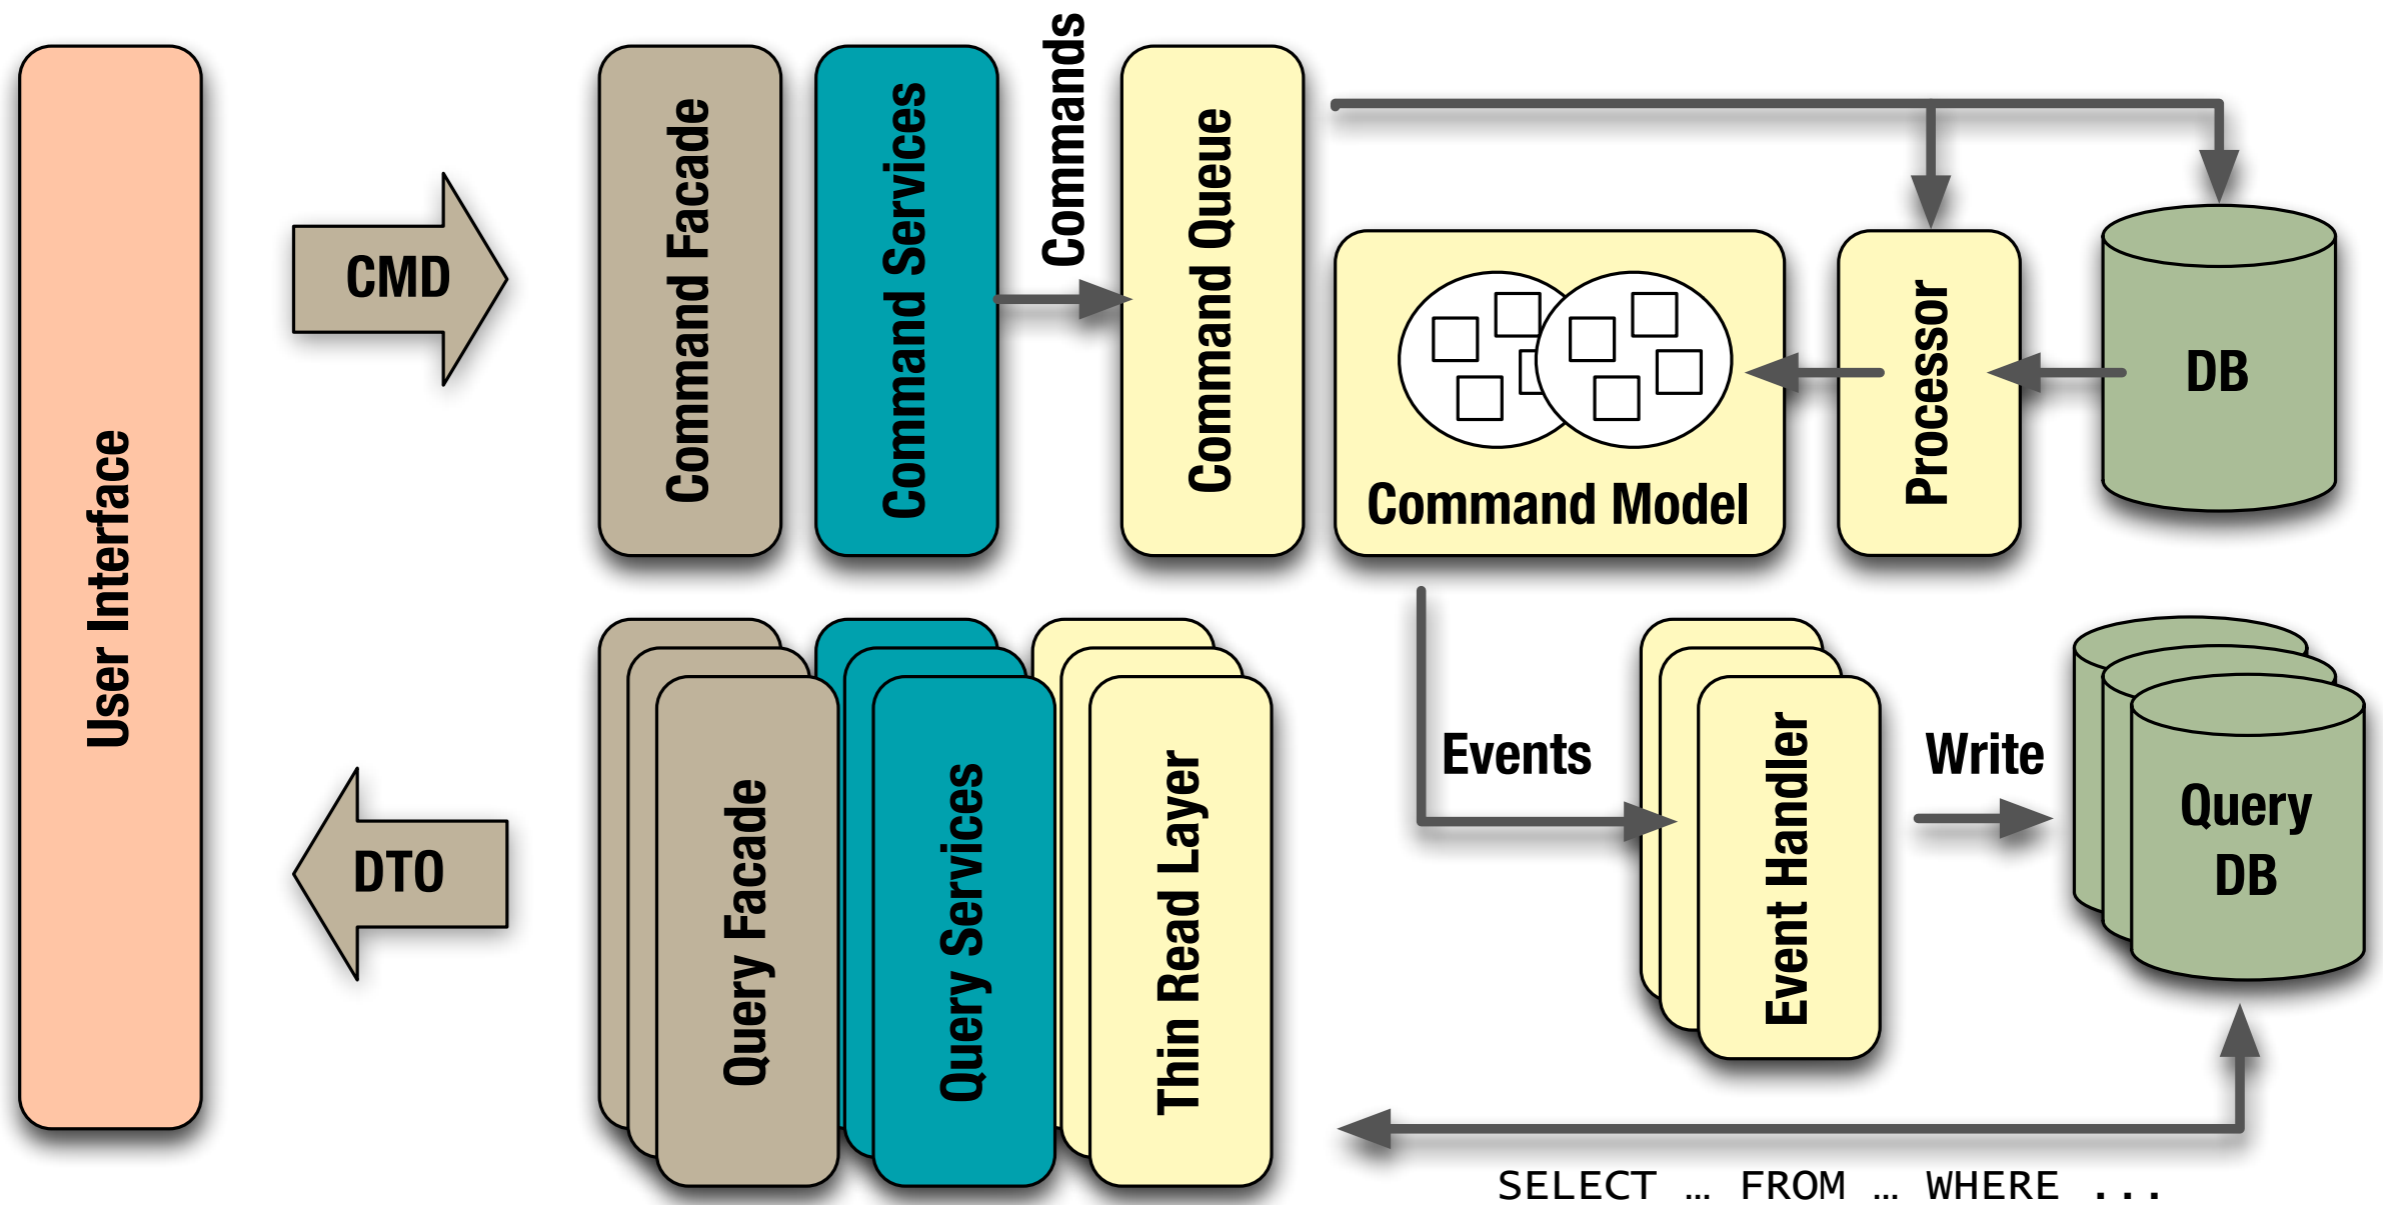 User Interface
CMD
Command Facade
Command Services
Commands
Command Queue
Command Model
Processor
DB
DTO
Query Facade
Query Services
Thin Read Layer
Events
Event Handler
Write
Query
DB
SELECT … FROM … WHERE ...